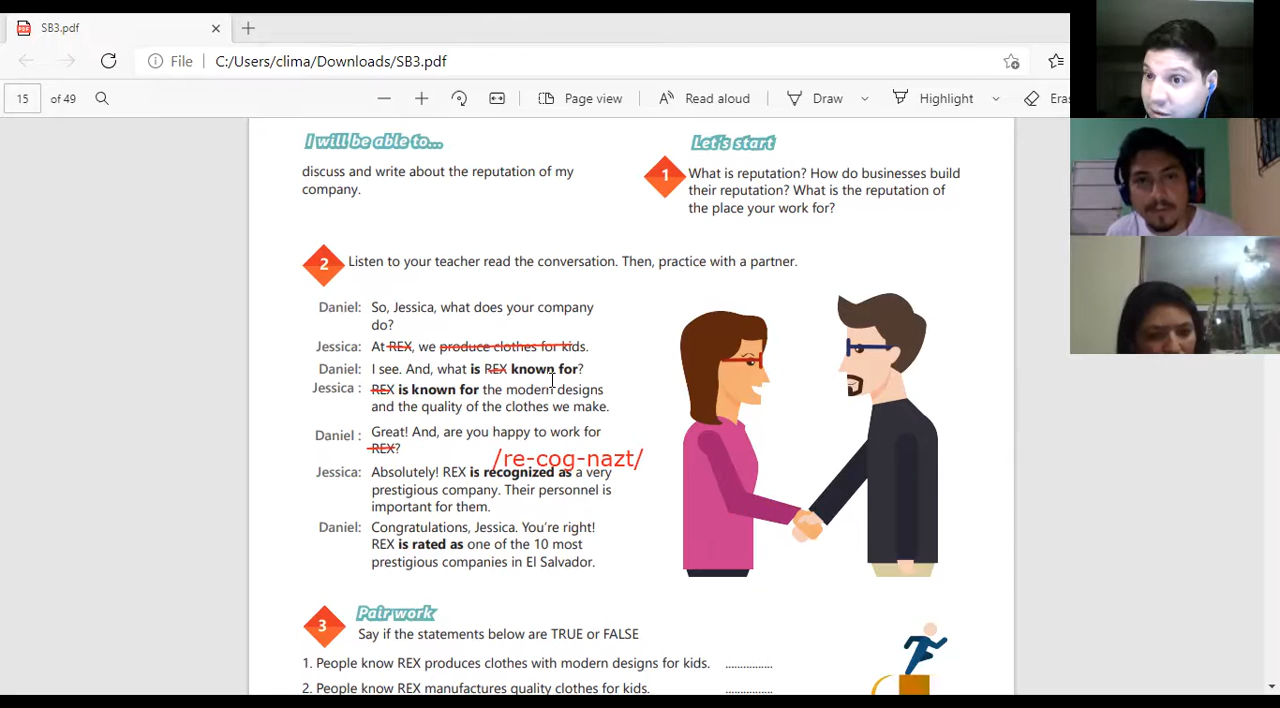 SB3.pdf
File
C:/Users/clima/Downloads/SB3.pdf
15
of 49
Page view
Read aloud
Draw
Highlight
Eras
I will be able to...
discuss and write about the reputation of my
company.
Let's start
1
What is reputation? How do businesses build
their reputation? What is the reputation of
the place your work for?
2
Listen to your teacher read the conversation. Then, practice with a partner.
Daniel: So, Jessica, what does your company
do?
Jessica: At REX, we produce clothes for kids.
Daniel: I see. And, what is REX known for?
Jessica : REX is known for the modern designs
and the quality of the clothes we make.
Daniel : Great! And, are you happy to work for
REX?
/re-cog-nazt/
Jessica: Absolutely! REX is recognized as a very
prestigious company. Their personnel is
important for them.
Daniel: Congratulations, Jessica. You're right!
REX is rated as one of the 10 most
prestigious companies in El Salvador.
3
Pair work
Say if the statements below are TRUE or FALSE
1. People know REX produces clothes with modern designs for kids. ................
2. People know REX manufactures quality clothes for kids. ................